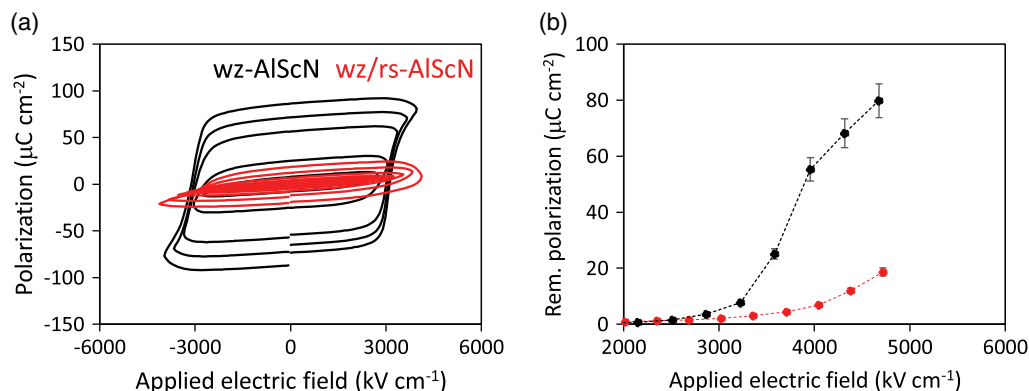 (a)
150
100
50
0
-50
-100
-150
Polarization (μC cm-2)
wz-AlScN wz/rs-AlScN
-6000 -3000 0 3000 6000
Applied electric field (kV cm-1)
(b)
100
80
60
40
20
0
Rem. polarization (μC cm-2)
2000 3000 4000 5000 6000
Applied electric field (kV cm-1)